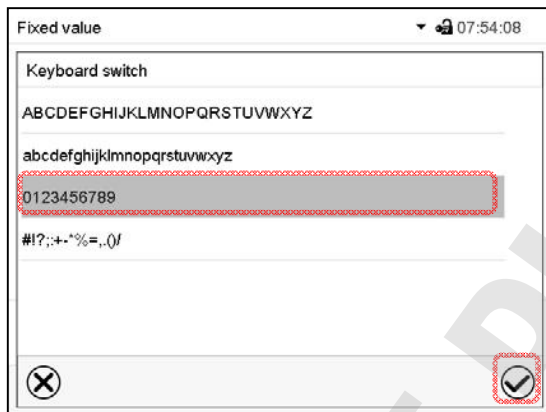 Fixed value 07:54:08
Keyboard switch
ABCDEFGHIJKLMNOPQRSTUVWXYZ
abcdefghijklmnopqrstuvwxyz
0123456789
#!?;:+-*%=,.()/